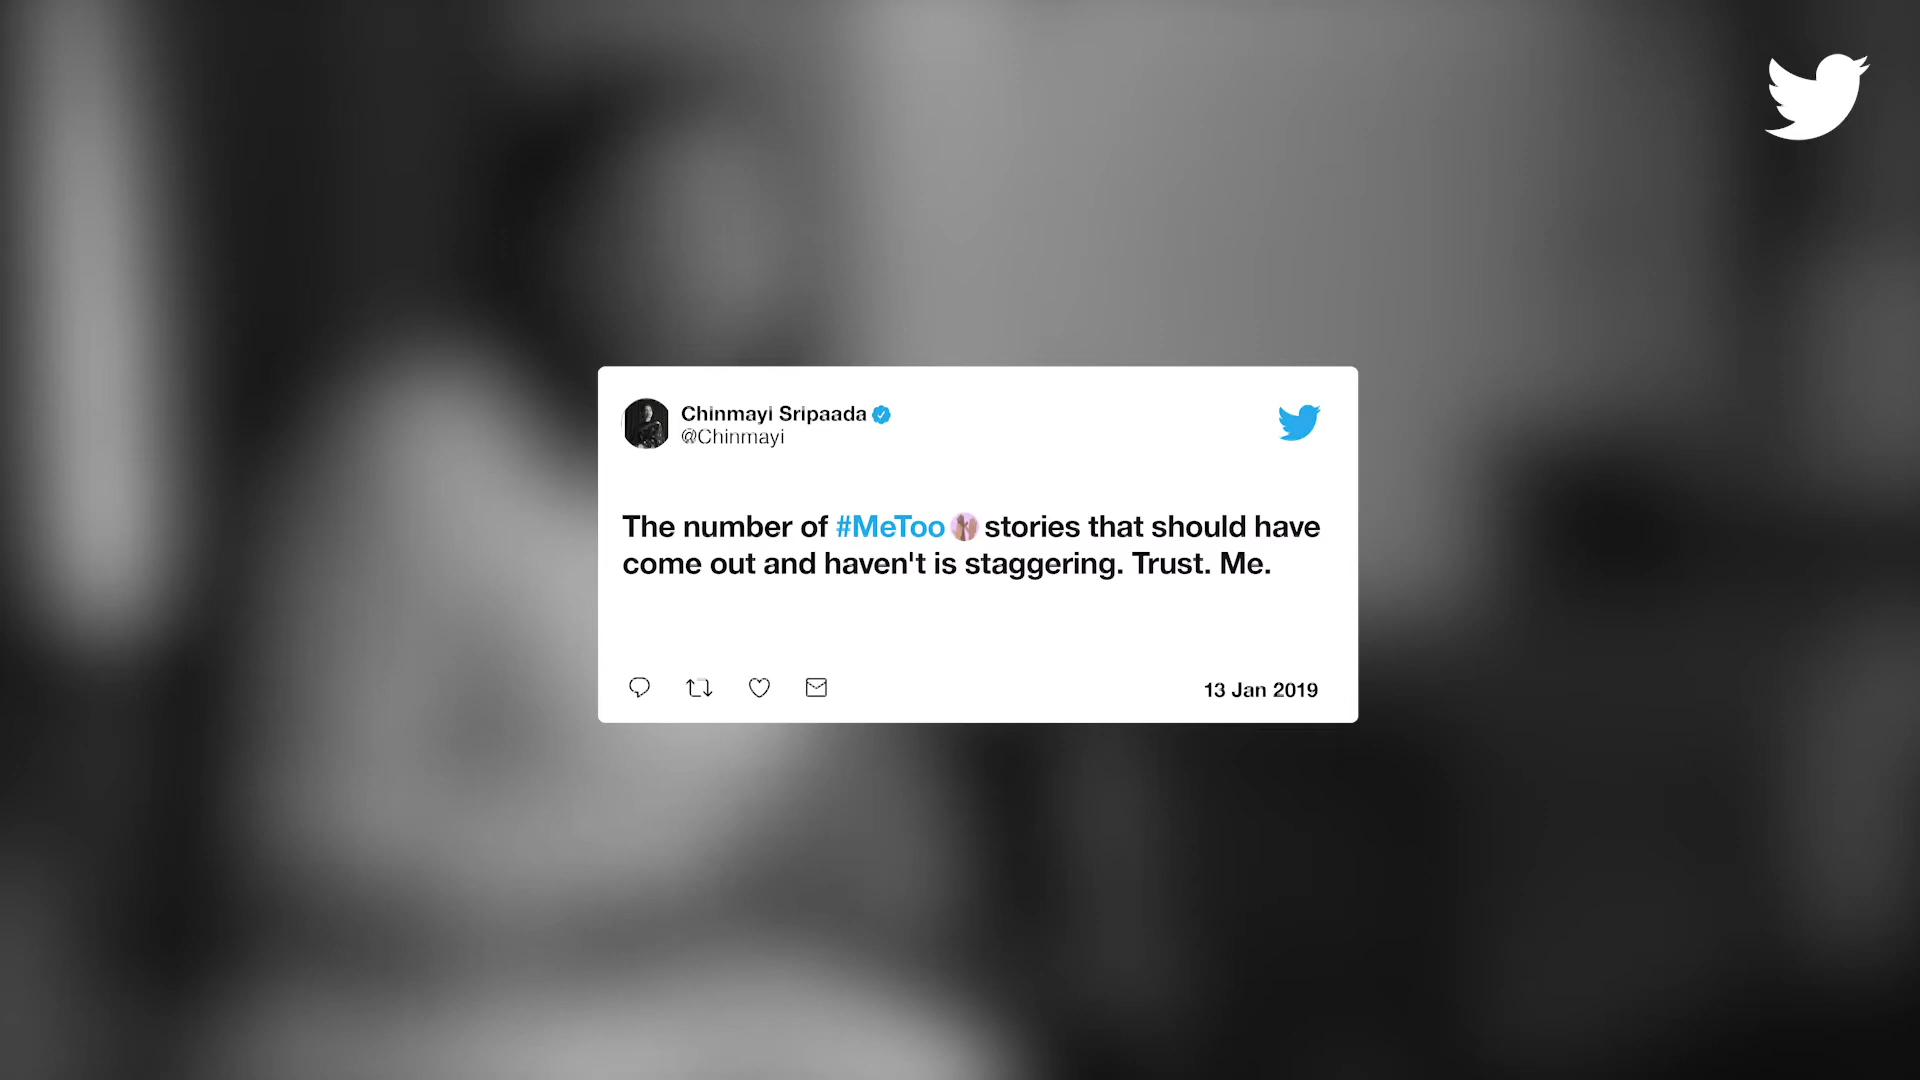 Chinmayi Sripaada
@Chinmayi
The number of #MeToo stories that should have
come out and haven't is staggering. Trust. Me.
13 Jan 2019